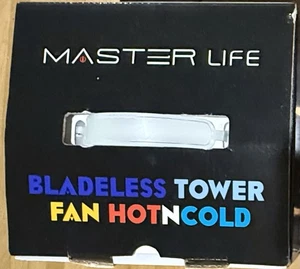 MASTER LIFE
BLADELESS TOWER
FAN HOTNCOLD